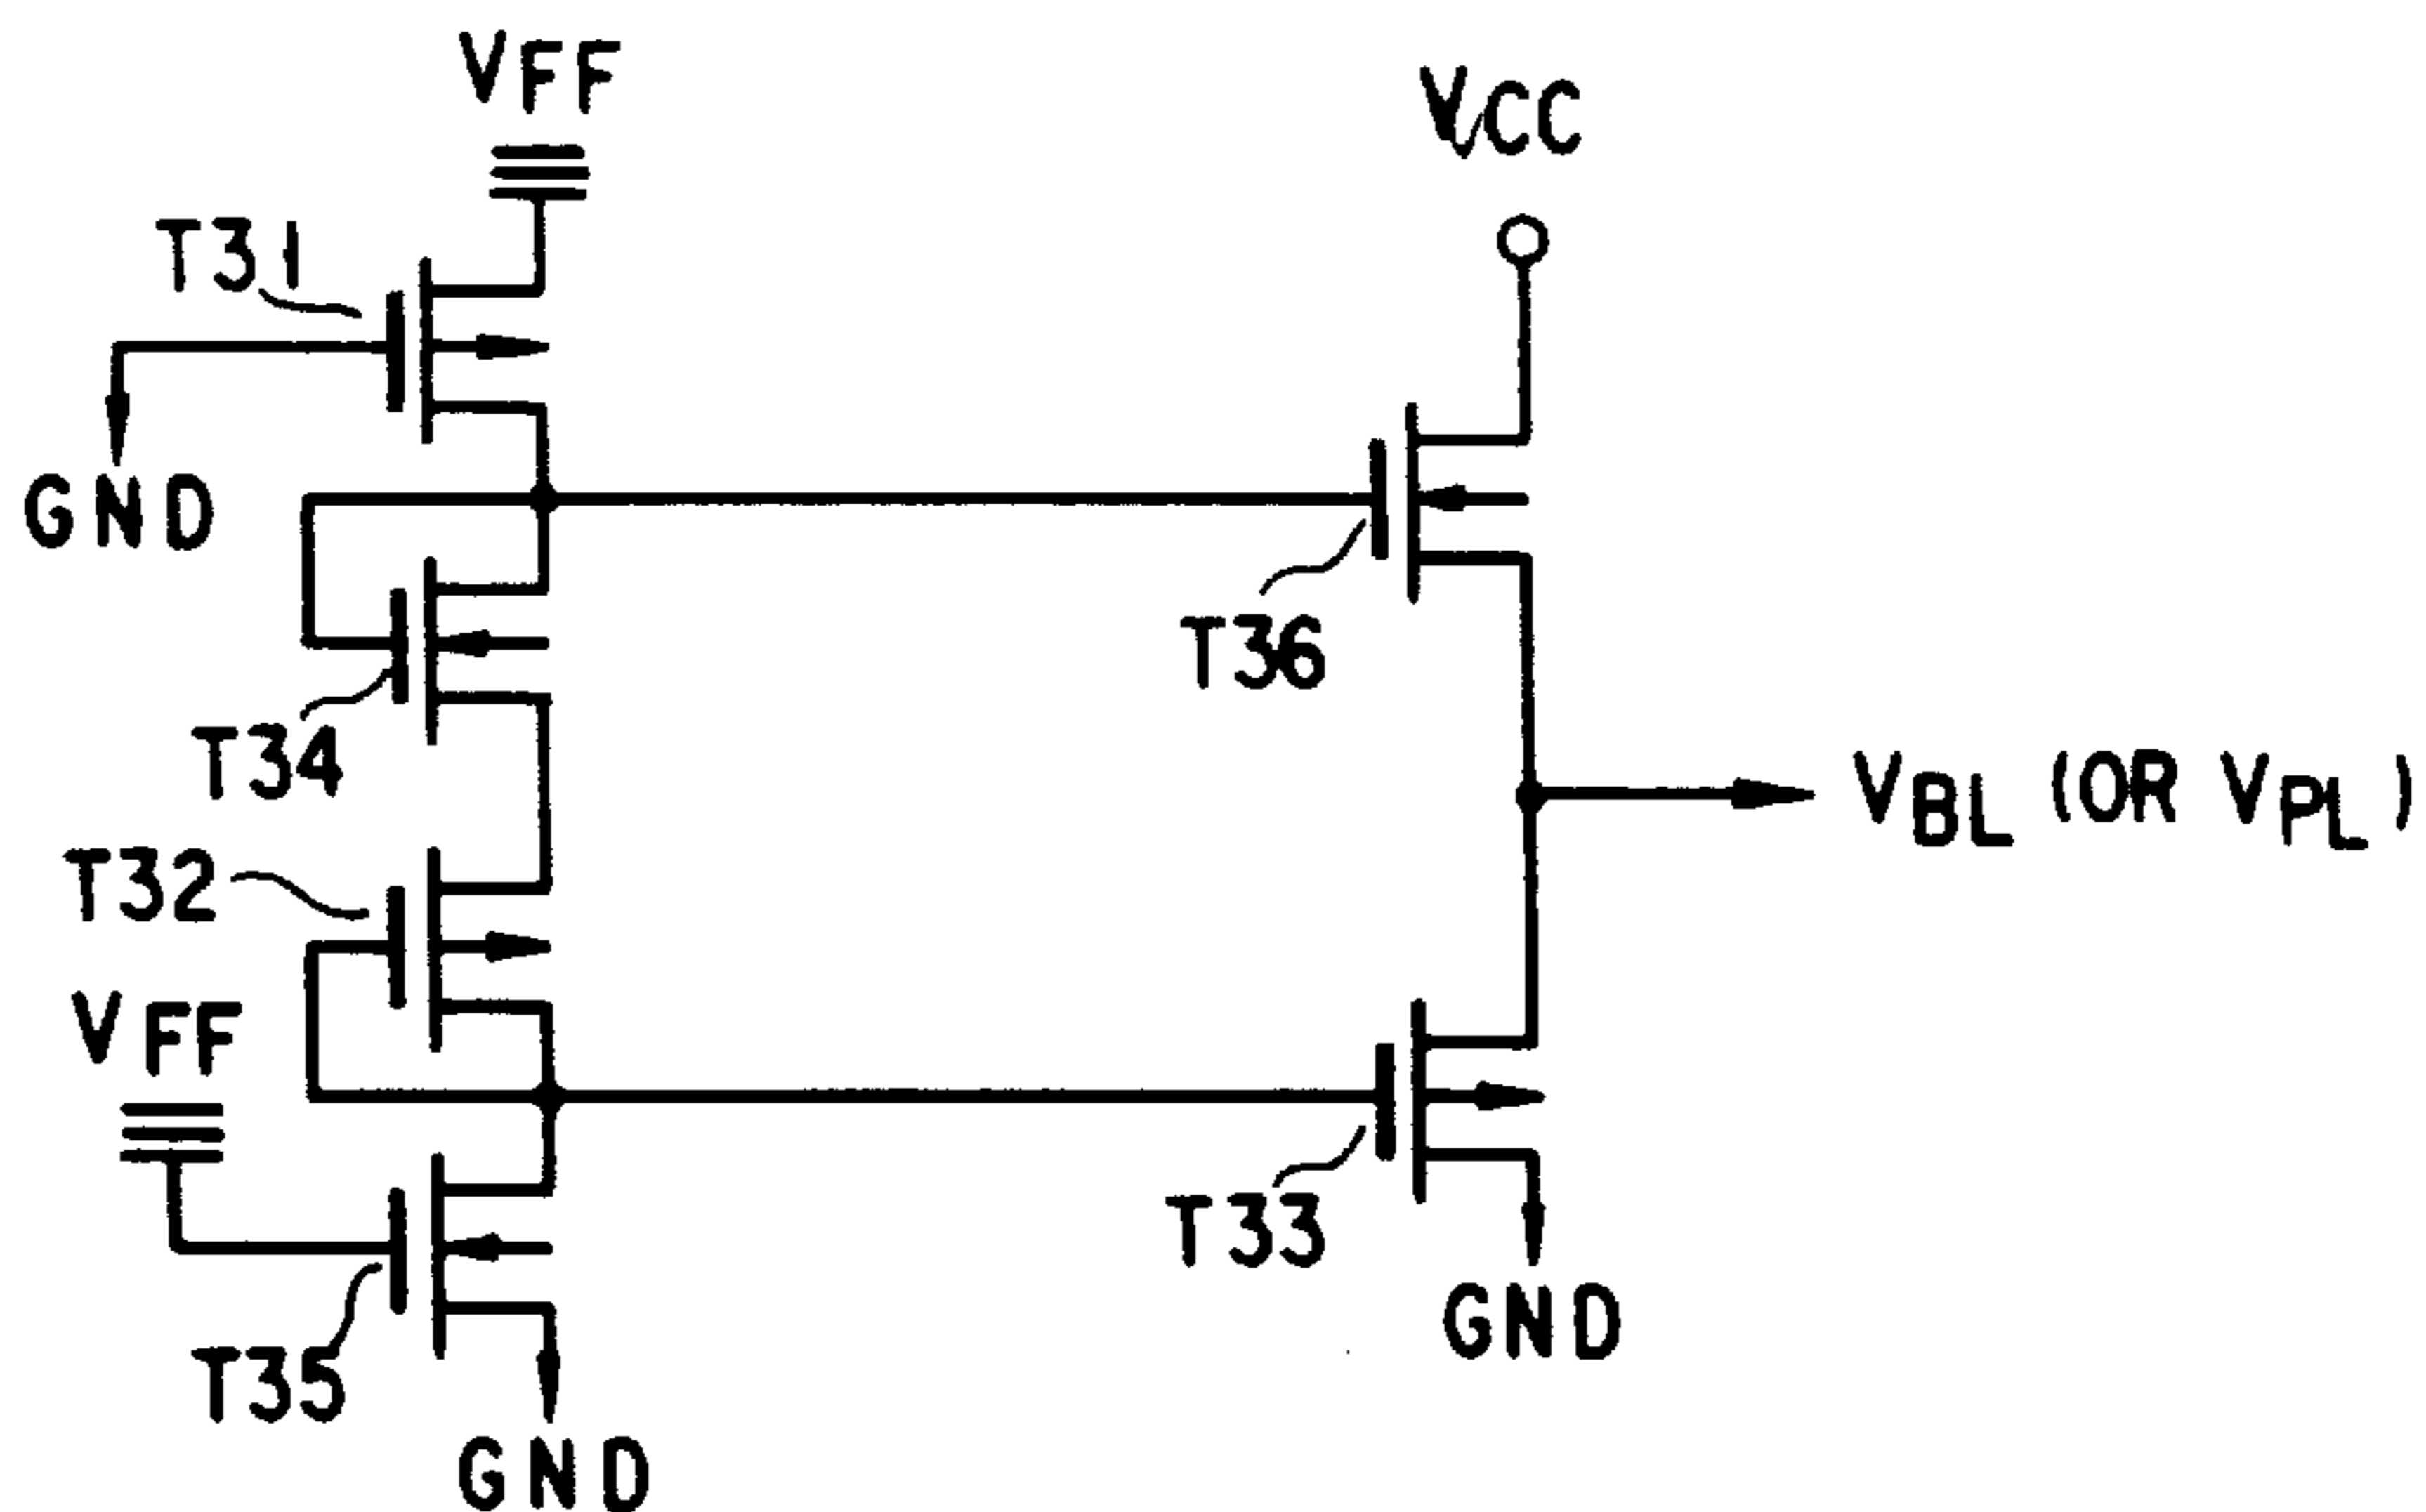 VFF
VCC
T31
GND
T36
T34
VBL (OR VPL)
T32
VFF
T33
GND
T35
GND